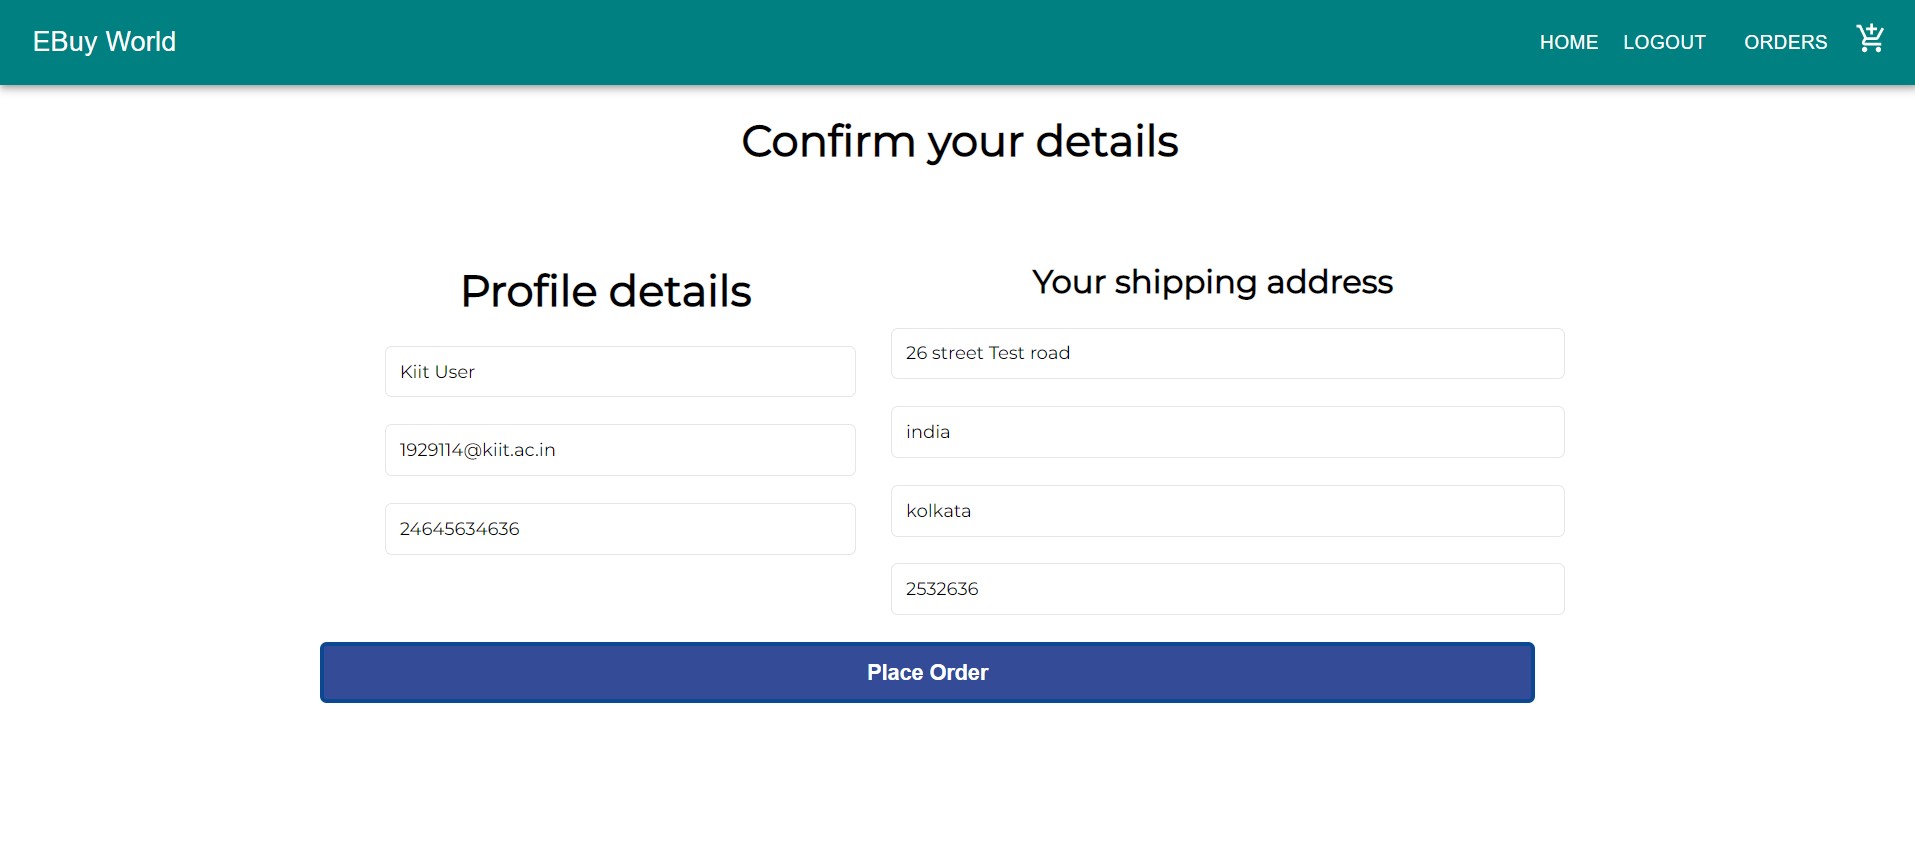 EBuy World
HOME LOGOUT ORDERS
Confirm your details
Profile details
Kiit User
1929114@kiit.ac.in
24645634636
Your shipping address
26 street Test road
india
kolkata
2532636
Place Order